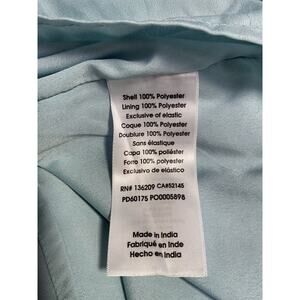 Shell 100% Polyester
Lining 100% Polyester
Exclusive of elastic
Coque 100% Polyester
Doublure 100% Polyester
Sans élastique
Capa 100% poliéster
Forro 100% poliéster
Exclusivo de elástico
RN# 136209 CA#52145
PD60175 PO0005898
Made in India
Fabriqué en Inde
Hecho en India